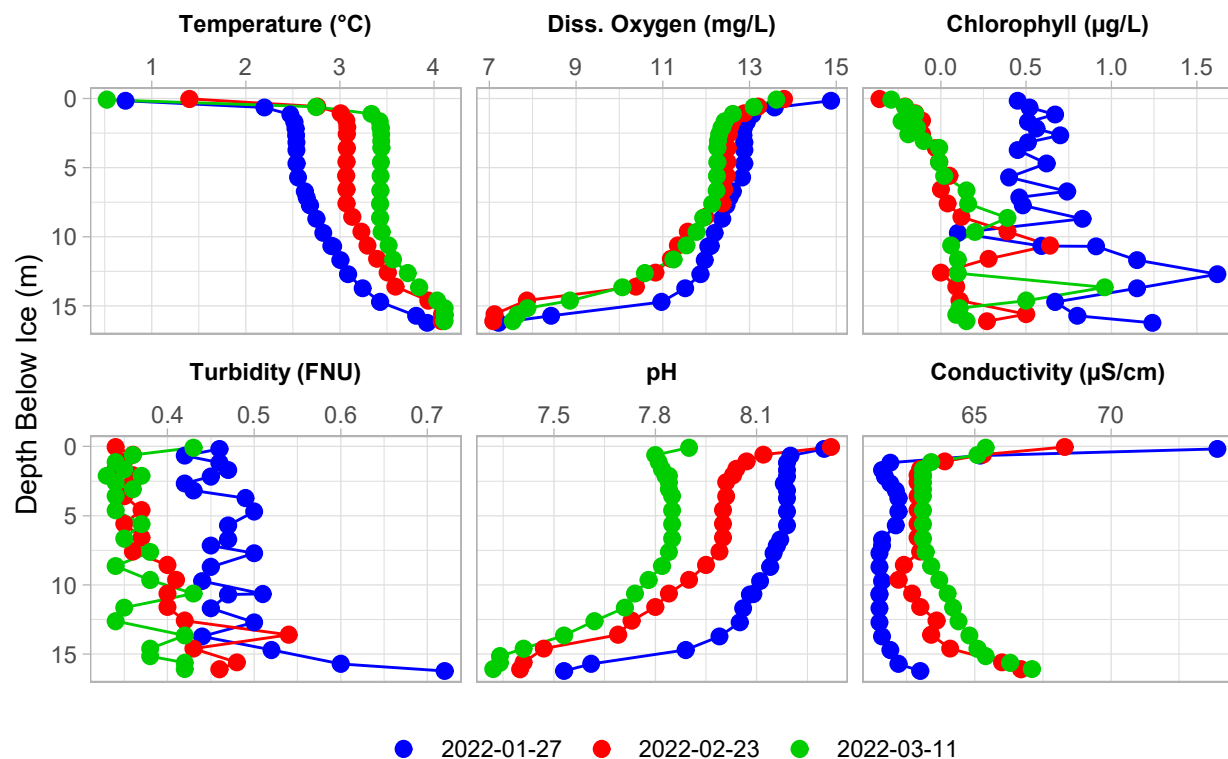 Temperature (°C) Diss. Oxygen (mg/L) Chlorophyll (µg/L)
1 2 3 4 7 9 11 13 15 0.0 0.5 1.0 1.5
0
5
10
15
Depth Below Ice (m)
Turbidity (FNU) pH Conductivity (µS/cm)
0.4 0.5 0.6 0.7 7.5 7.8 8.1 65 70
0
5
10
15
2022-01-27 2022-02-23 2022-03-11